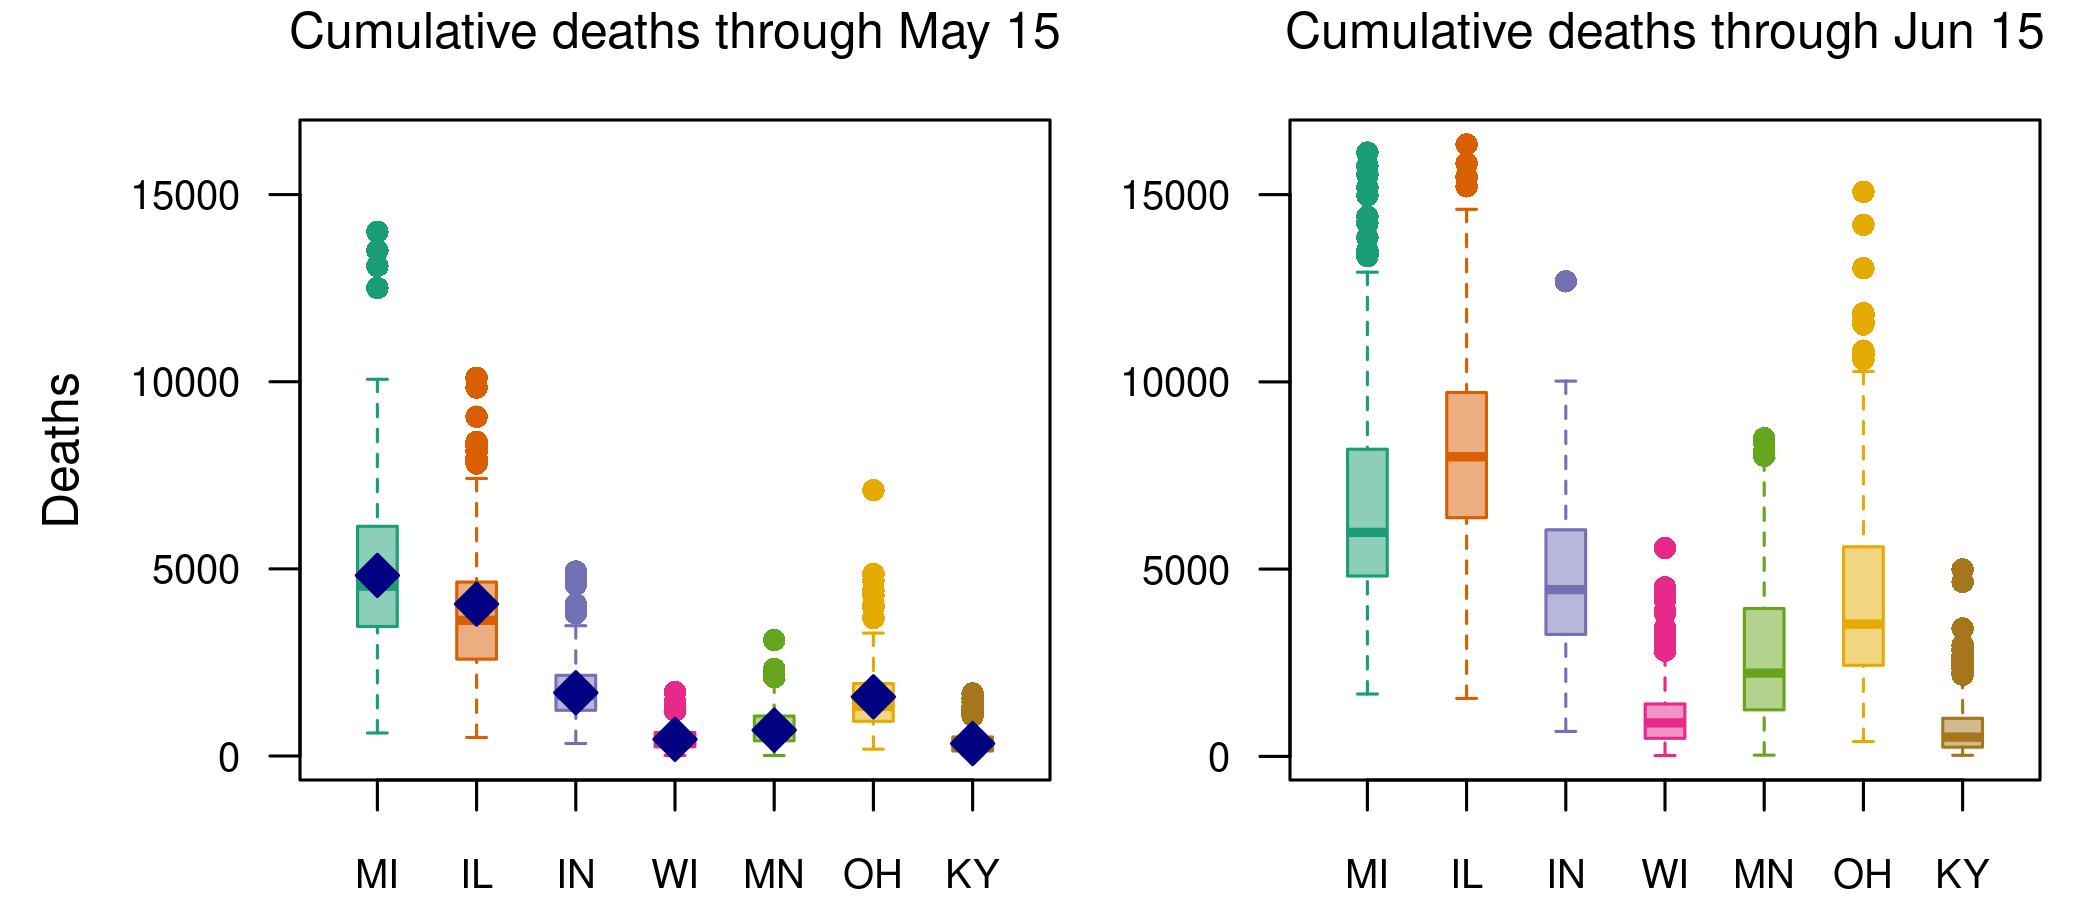 Cumulative deaths through May 15
Cumulative deaths through Jun 15
Deaths
15000
10000
5000
0
MI IL IN WI MN OH KY
15000
10000
5000
0
MI IL IN WI MN OH KY